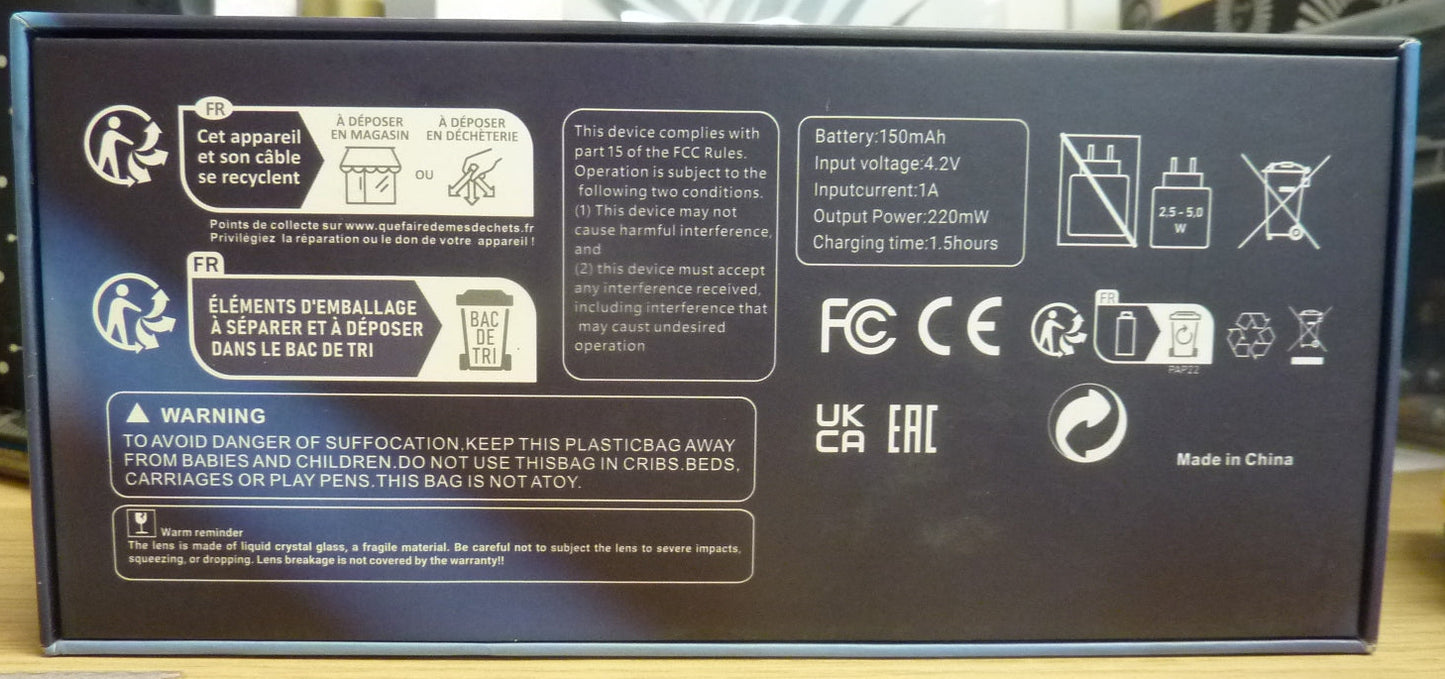 FR
Cet appareil
et son câble
se recyclent
À DÉPOSER
EN MAGASIN
OU
À DÉPOSER
EN DÉCHÈTERIE
Points de collecte sur www.quefairedemesdechets.fr
Privilégiez la réparation ou le don de votre appareil !
FR
ÉLÉMENTS D'EMBALLAGE
À SÉPARER ET À DÉPOSER
DANS LE BAC DE TRI
BAC
DE
TRI
This device complies with
part 15 of the FCC Rules.
Operation is subject to the
following two conditions.
(1) This device may not
cause harmful interference,
and
(2) this device must accept
any interference received,
including interference that
may caust undesired
operation
Battery:150mAh
Input voltage:4.2V
Inputcurrent:1A
Output Power:220mW
Charging time:1.5hours
2,5 - 5,0
W
FC CE
FR
PAP22
UK
CA
EAC
Made in China
WARNING
TO AVOID DANGER OF SUFFOCATION,KEEP THIS PLASTICBAG AWAY
FROM BABIES AND CHILDREN.DO NOT USE THISBAG IN CRIBS.BEDS,
CARRIAGES OR PLAY PENS.THIS BAG IS NOT ATOY.
Warm reminder
The lens is made of liquid crystal glass, a fragile material. Be careful not to subject the lens to severe impacts,
squeezing, or dropping. Lens breakage is not covered by the warranty!!